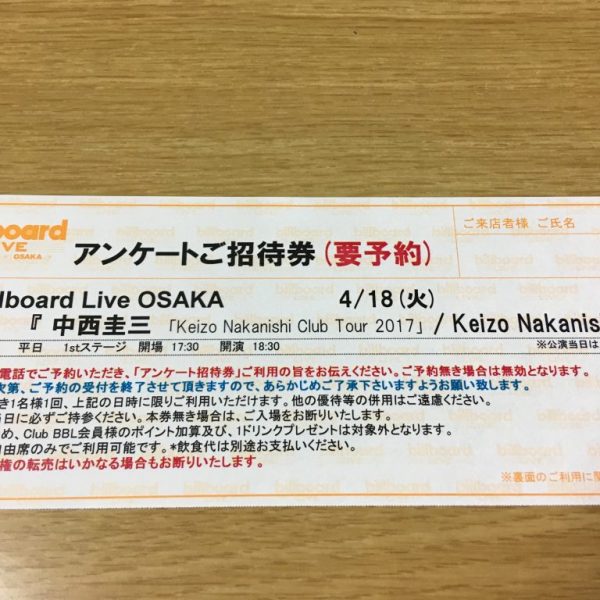 board
IVE
OSAKA
アンケートご招待券(要予約)
ご来店者様 ご氏名
lboard Live OSAKA 4/18(火)
『 中西圭三 「Keizo Nakanishi Club Tour 2017」/ Keizo Nakanis
平日 1stステージ 開場 17:30 開演 18:30 ※公演当日は
電話でご予約いただき、「アンケート招待券」ご利用の旨をお伝えください。ご予約無き場合は無効となります。
次第、ご予約の受付を終了させて頂きますので、あらかじめご了承下さいますようお願い致します。
き1名様1回、上記の日時に限りご利用いただけます。他の優待等の併用はご遠慮ください。
当日に必ずご持参ください。本券無き場合は、ご入場をお断りいたします。
め、Club BBL会員様のポイント加算及び、1ドリンクプレゼントは対象外となります。
自由席のみでご利用可能です。*飲食代は別途お支払いください。
権の転売はいかなる場合もお断りいたします。
※裏面のご利用に関